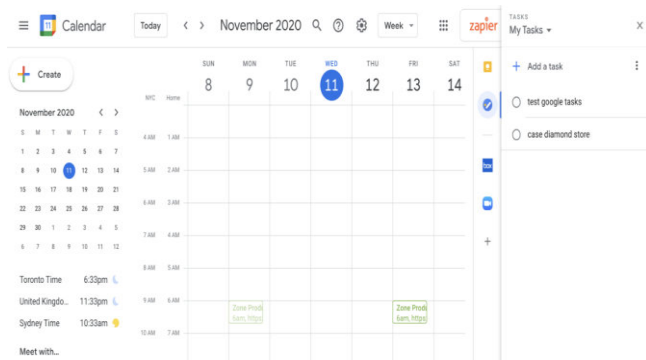 Calendar
Today
November 2020
Week
zapier
TASKS
My Tasks
X
Create
Add a task
test google tasks
case diamond store
SUN MON TUE WED THU FRI SAT
8 9 10 11 12 13 14
NYC Home
4 AM 1 AM
5 AM 2 AM
6 AM 3 AM
7 AM 4 AM
8 AM 5 AM
9 AM 6 AM
10 AM 7 AM
Zone Prodi
6am, https
Zone Prodi
6am, https
November 2020
S M T W T F S
1 2 3 4 5 6 7
8 9 10 11 12 13 14
15 16 17 18 19 20 21
22 23 24 25 26 27 28
29 30 1 2 3 4 5
6 7 8 9 10 11 12
Toronto Time 6:33pm
United Kingdo... 11:33pm
Sydney Time 10:33am
Meet with...
box